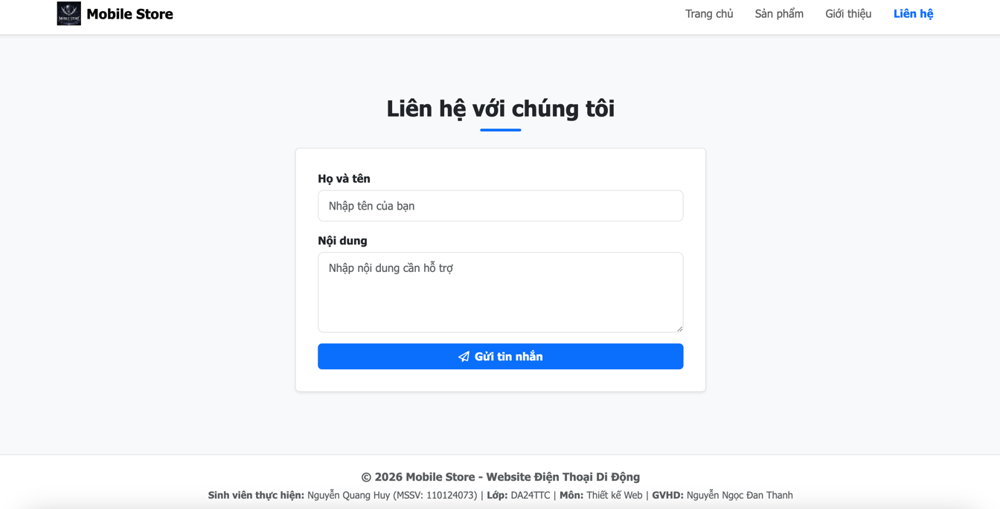 MOBILE STORE
Mobile Store
Trang chủ
Sản phẩm
Giới thiệu
Liên hệ
Liên hệ với chúng tôi
Họ và tên
Nhập tên của bạn
Nội dung
Nhập nội dung cần hỗ trợ
Gửi tin nhắn
© 2026 Mobile Store - Website Điện Thoại Di Động
Sinh viên thực hiện: Nguyễn Quang Huy (MSSV: 110124073) | Lớp: DA24TTC | Môn: Thiết kế Web | GVHD: Nguyễn Ngọc Đan Thanh